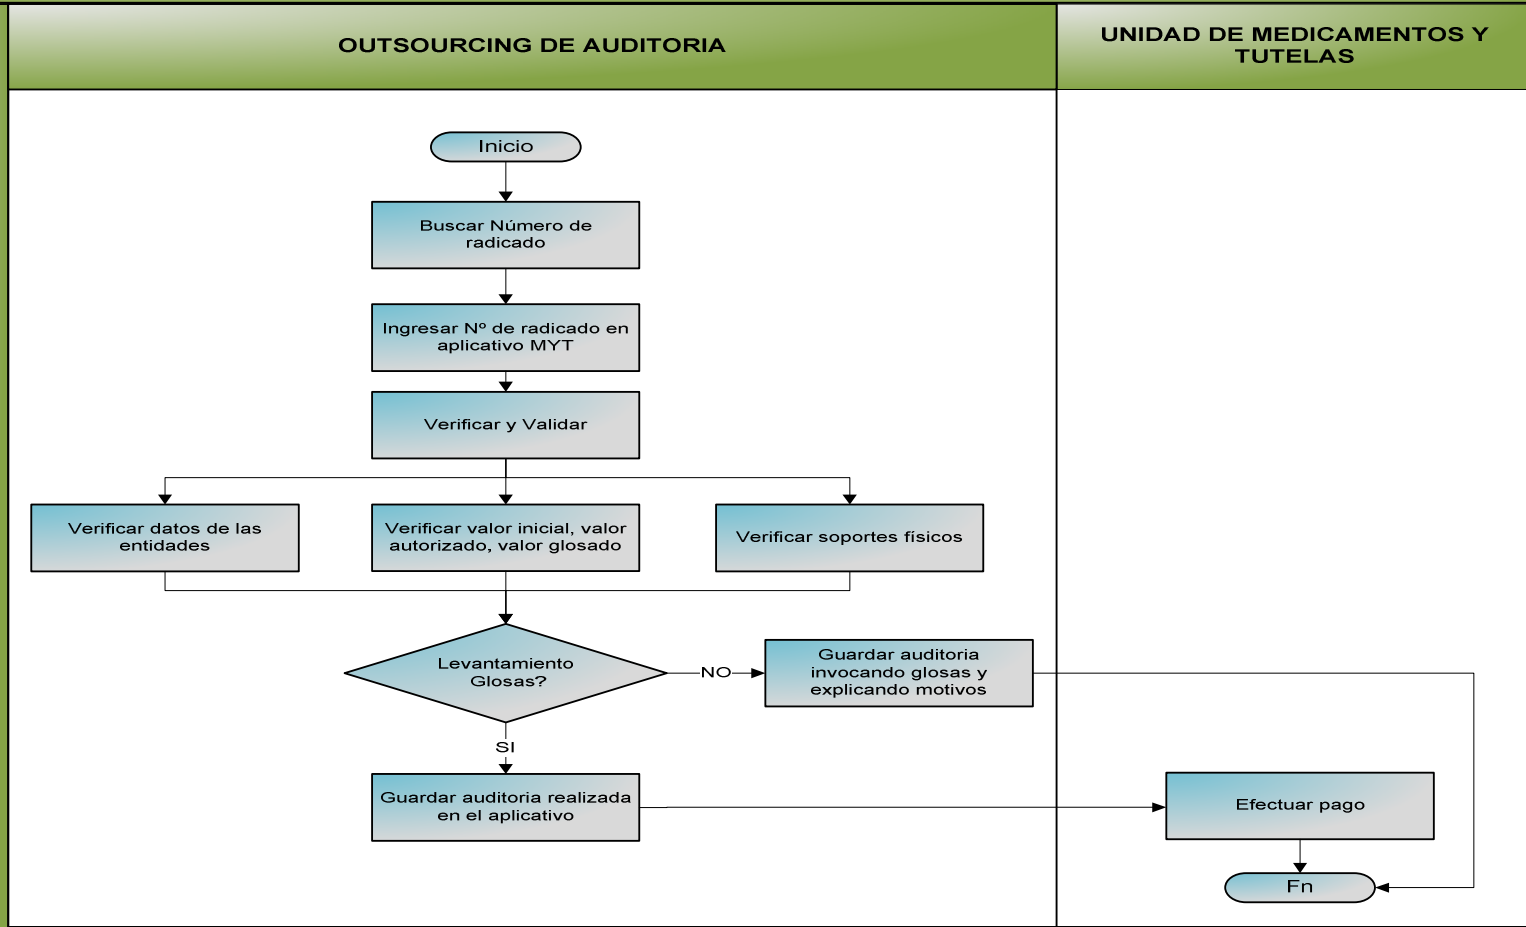 OUTSOURCING DE AUDITORIA
UNIDAD DE MEDICAMENTOS Y
TUTELAS
Inicio
Buscar Número de
radicado
Ingresar Nº de radicado en
aplicativo MYT
Verificar y Validar
Verificar datos de las
entidades
Verificar valor inicial, valor
autorizado, valor glosado
Verificar soportes físicos
Levantamiento
Glosas?
NO
Guardar auditoria
invocando glosas y
explicando motivos
SI
Guardar auditoria realizada
en el aplicativo
Efectuar pago
Fn